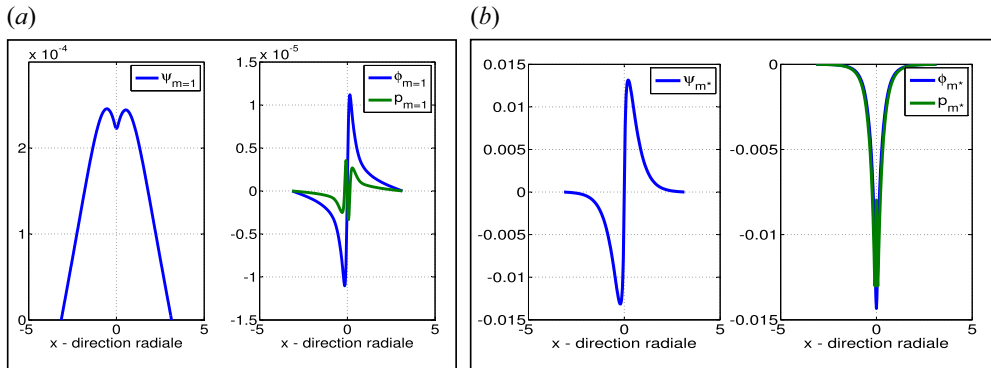 (a)
(b)
x 10⁻⁴
ψm=1
2
1
0
-5
0
5
x - direction radiale
x 10⁻⁵
ϕm=1
pm=1
1
0.5
0
-0.5
-1
-1.5
-5
0
5
x - direction radiale
0.015
ψm*
0.01
0.005
0
-0.005
-0.01
-0.015
-5
0
5
x - direction radiale
0
ϕm*
pm*
-0.005
-0.01
-0.015
-5
0
5
x - direction radiale